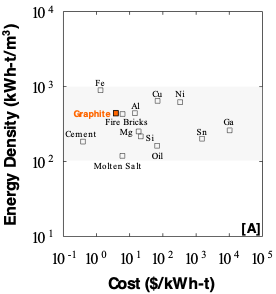 Energy Density (kWh-t/m³)
10⁴
10³
10²
10¹
Fe
Cu
Ni
Graphite
Al
Fire Bricks
Ga
Cement
Mg
Si
Sn
Oil
Molten Salt
[A]
10⁻¹ 10⁰ 10¹ 10² 10³ 10⁴ 10⁵
Cost ($/kWh-t)